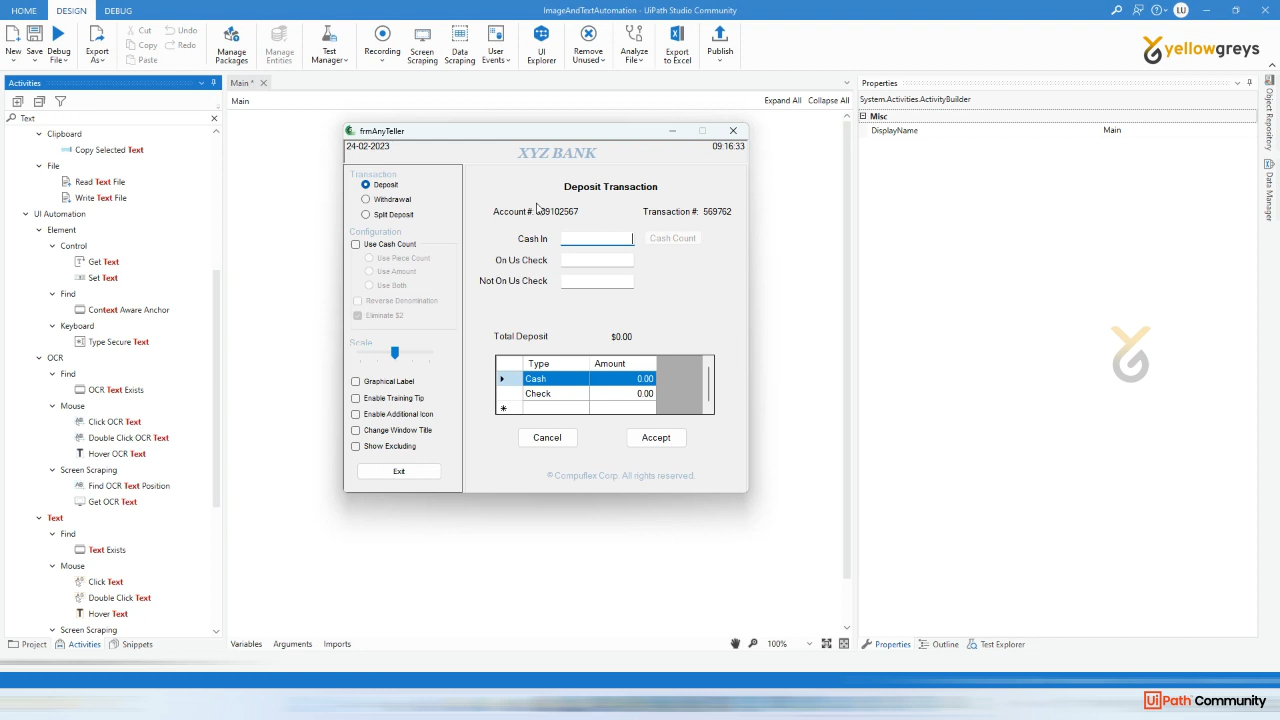 HOME DESIGN DEBUG ImageAndTextAutomation - UiPath Studio Community LU
New Save Debug File Export As Cut Copy Paste Undo Redo Manage Packages Manage Entities Test Manager Recording Screen Scraping Data Scraping User Events UI Explorer Remove Unused Analyze File Export to Excel Publish
yellowgreys
Activities
Text
Clipboard
Copy Selected Text
File
Read Text File
Write Text File
UI Automation
Element
Control
Get Text
Set Text
Find
Context Aware Anchor
Keyboard
Type Secure Text
OCR
Find
OCR Text Exists
Mouse
Click OCR Text
Double Click OCR Text
Hover OCR Text
Screen Scraping
Find OCR Text Position
Get OCR Text
Text
Find
Text Exists
Mouse
Click Text
Double Click Text
Hover Text
Screen Scraping
Project Activities Snippets
Main *
Main Expand All Collapse All
frmAnyTeller
24-02-2023 XYZ BANK 09:16:33
Transaction
Deposit
Withdrawal
Split Deposit
Configuration
Use Cash Count
Use Piece Count
Use Amount
Use Both
Reverse Denomination
Eliminate $2
Scale
Graphical Label
Enable Training Tip
Enable Additional Icon
Change Window Title
Show Excluding
Exit
Deposit Transaction
Account #: Transaction #: 569762
Cash In Cash Count
On Us Check
Not On Us Check
Total Deposit $0.00
Type Amount
Cash 0.00
Check 0.00
Cancel Accept
© Compuflex Corp. All rights reserved.
Variables Arguments Imports 100%
Properties
System.Activities.ActivityBuilder
Misc
DisplayName Main
Properties Outline Test Explorer
Object Repository
Data Manager
UiPath Community